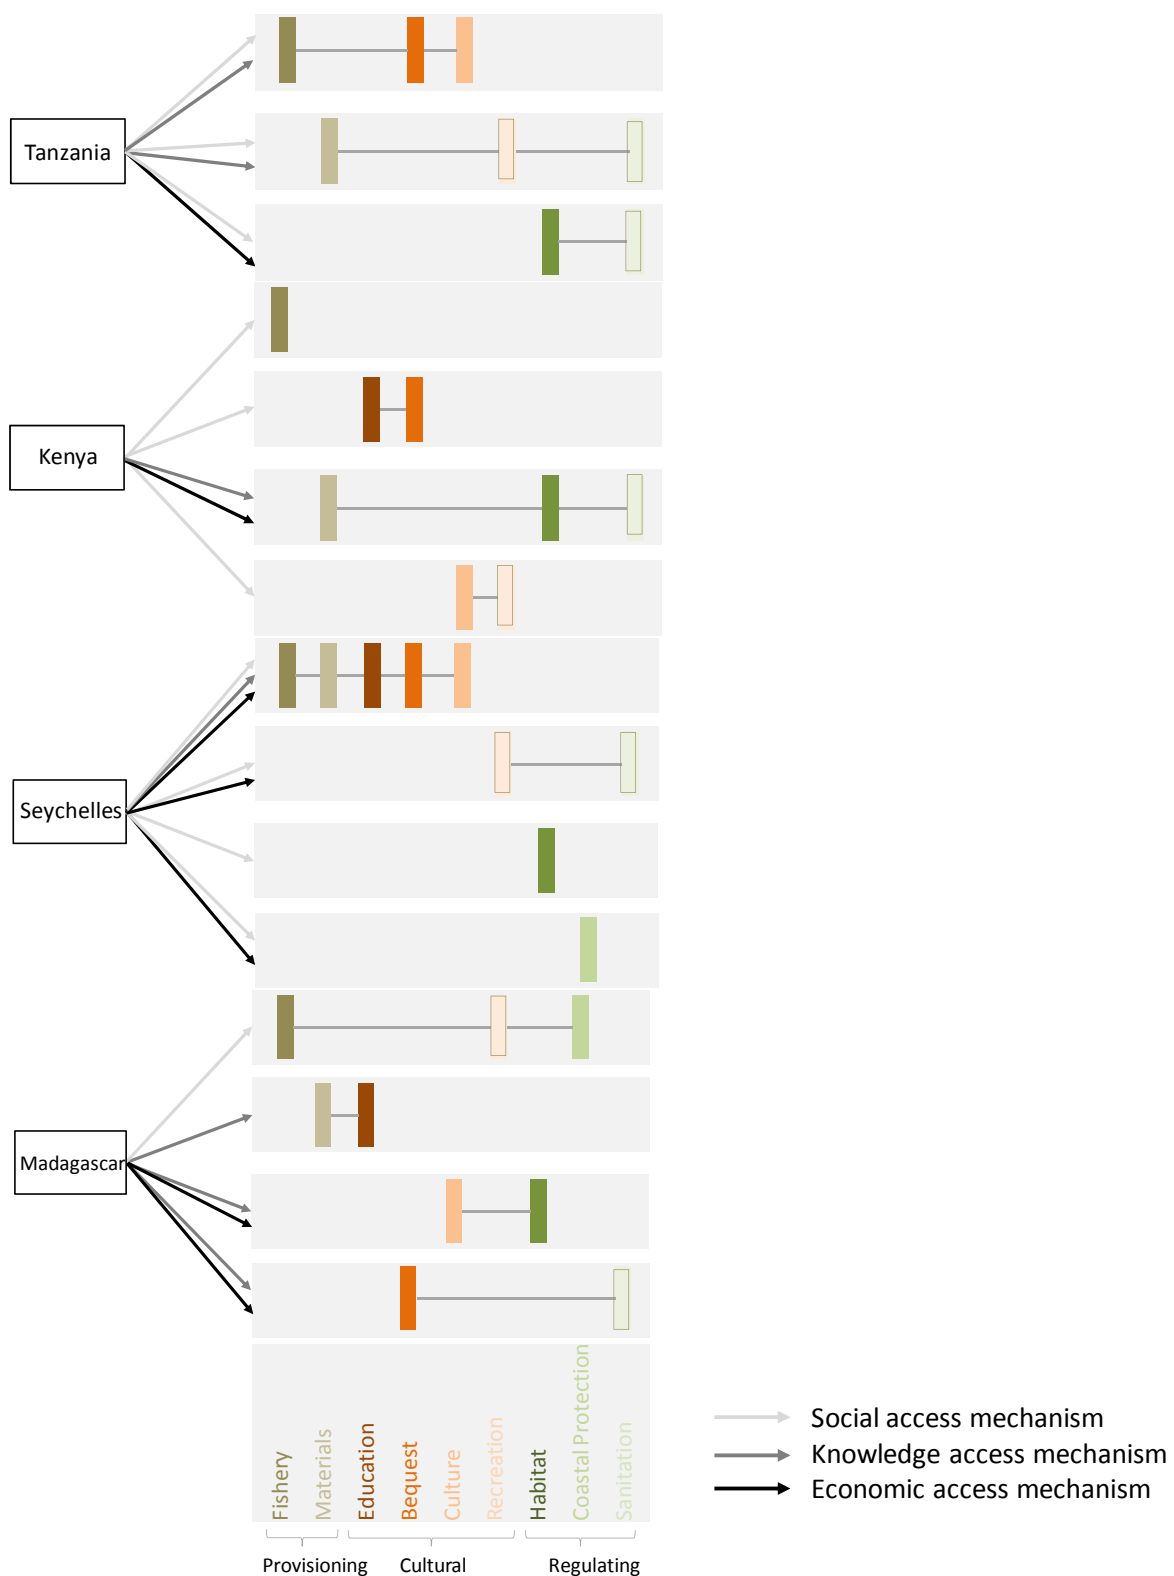 Tanzania
Kenya
Seychelles
Madagascar
Fishery
Materials
Education
Bequest
Culture
Recreation
Habitat
Coastal Protection
Sanitation
Provisioning
Cultural
Regulating
Social access mechanism
Knowledge access mechanism
Economic access mechanism